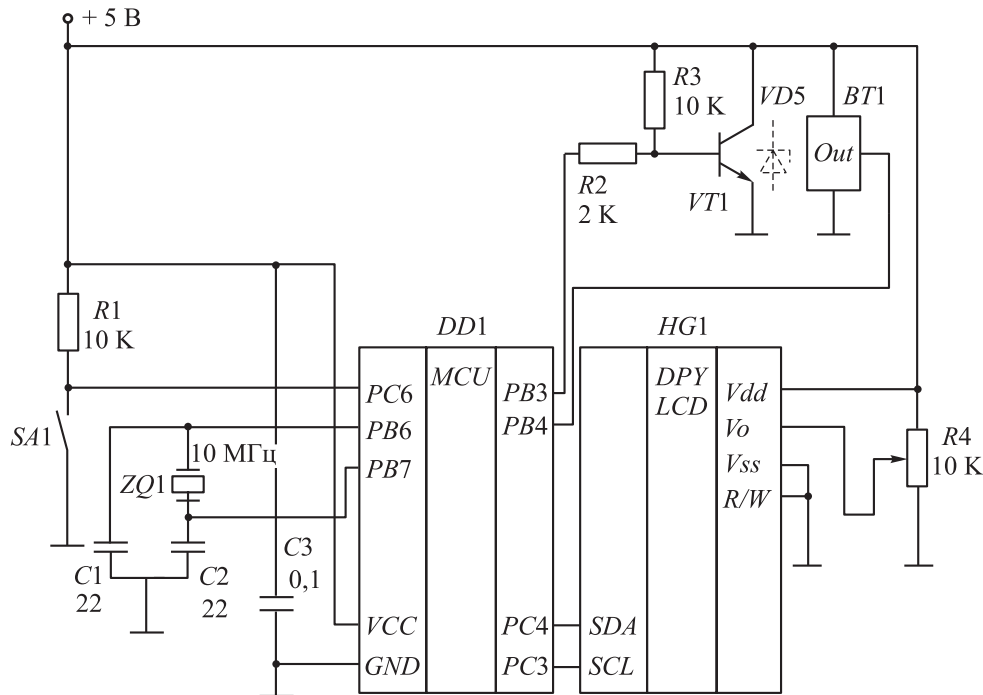 + 5 В
R3
10 K
VD5
BT1
Out
R2
2 K
VT1
R1
10 K
DD1
HG1
MCU
DPY
LCD
PC6
PB6
PB7
VCC
GND
PB3
PB4
PC4
PC3
SDA
SCL
Vdd
Vo
Vss
R/W
R4
10 K
SA1
10 МГц
ZQ1
C1
22
C2
22
C3
0,1